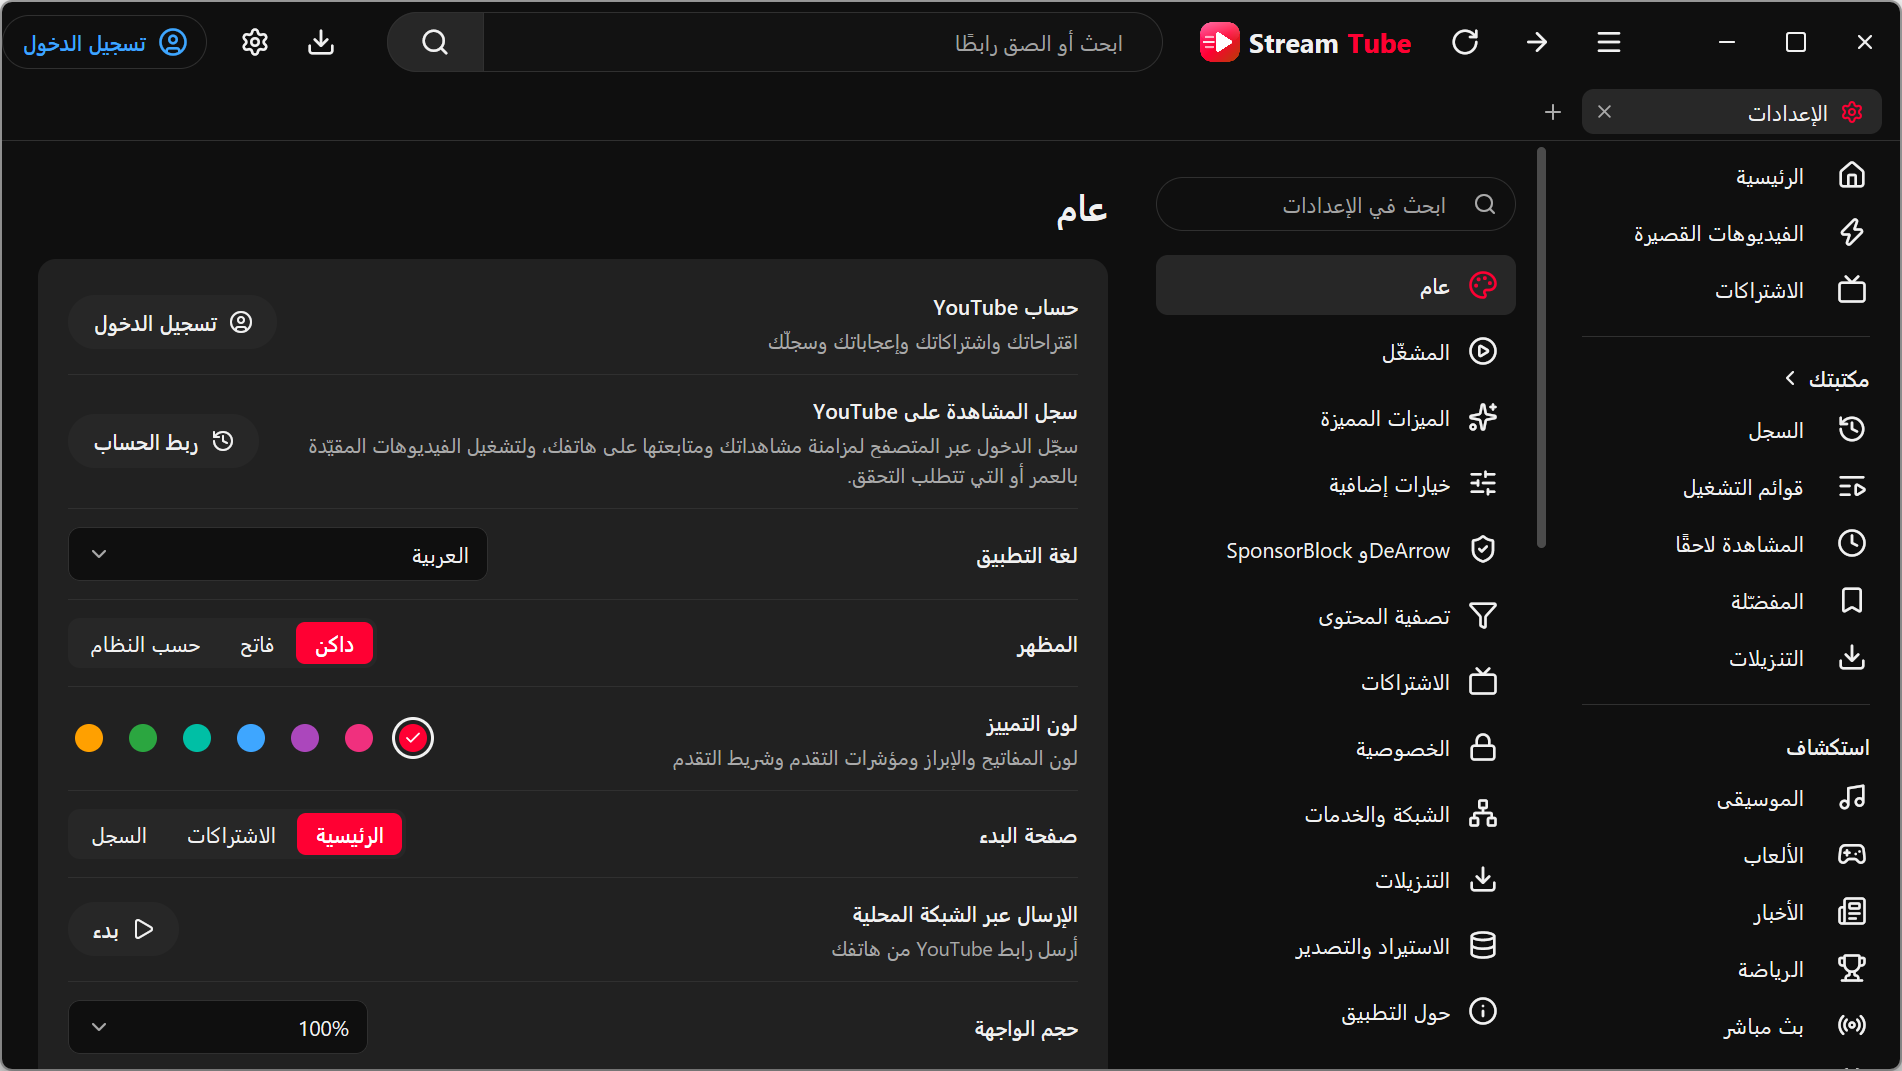 Stream Tube
ابحث أو الصق رابطًا
تسجيل الدخول
الإعدادات
الرئيسية
الفيديوهات القصيرة
الاشتراكات
مكتبتك
السجل
قوائم التشغيل
المشاهدة لاحقًا
المفضّلة
التنزيلات
استكشاف
الموسيقى
الألعاب
الأخبار
الرياضة
بث مباشر
ابحث في الإعدادات
عام
المشغّل
الميزات المميزة
خيارات إضافية
SponsorBlock وDeArrow
تصفية المحتوى
الاشتراكات
الخصوصية
الشبكة والخدمات
التنزيلات
الاستيراد والتصدير
حول التطبيق
عام
حساب YouTube
اقتراحاتك واشتراكاتك وإعجاباتك وسجلّك
تسجيل الدخول
سجل المشاهدة على YouTube
سجّل الدخول عبر المتصفح لمزامنة مشاهداتك ومتابعتها على هاتفك، ولتشغيل الفيديوهات المقيّدة
بالعمر أو التي تتطلب التحقق.
ربط الحساب
لغة التطبيق
العربية
المظهر
داكن
فاتح
حسب النظام
لون التمييز
لون المفاتيح والإبراز ومؤشرات التقدم وشريط التقدم
صفحة البدء
الرئيسية
الاشتراكات
السجل
الإرسال عبر الشبكة المحلية
أرسل رابط YouTube من هاتفك
بدء
حجم الواجهة
100%